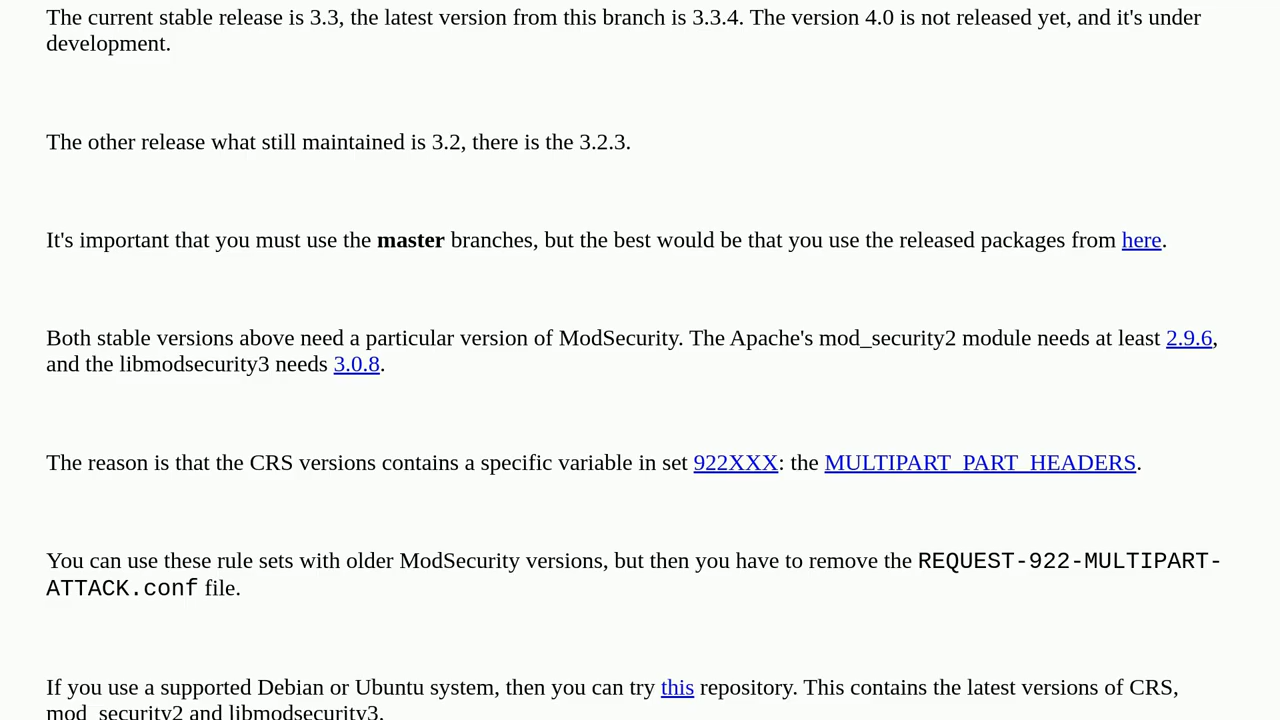 The current stable release is 3.3, the latest version from this branch is 3.3.4. The version 4.0 is not released yet, and it's under
development.
The other release what still maintained is 3.2, there is the 3.2.3.
It's important that you must use the master branches, but the best would be that you use the released packages from here.
Both stable versions above need a particular version of ModSecurity. The Apache's mod_security2 module needs at least 2.9.6,
and the libmodsecurity3 needs 3.0.8.
The reason is that the CRS versions contains a specific variable in set 922XXX: the MULTIPART_PART_HEADERS.
You can use these rule sets with older ModSecurity versions, but then you have to remove the REQUEST-922-MULTIPART-
ATTACK.conf file.
If you use a supported Debian or Ubuntu system, then you can try this repository. This contains the latest versions of CRS,
mod_security2 and libmodsecurity3.